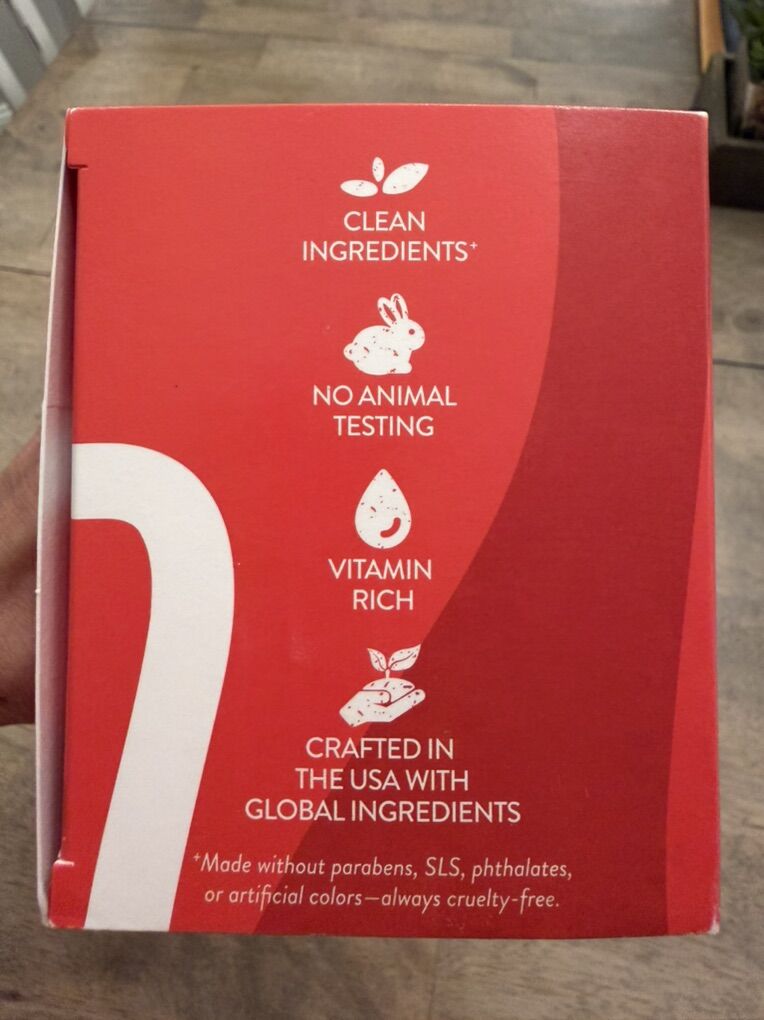 CLEAN
INGREDIENTS+
NO ANIMAL
TESTING
VITAMIN
RICH
CRAFTED IN
THE USA WITH
GLOBAL INGREDIENTS
+Made without parabens, SLS, phthalates,
or artificial colors—always cruelty-free.